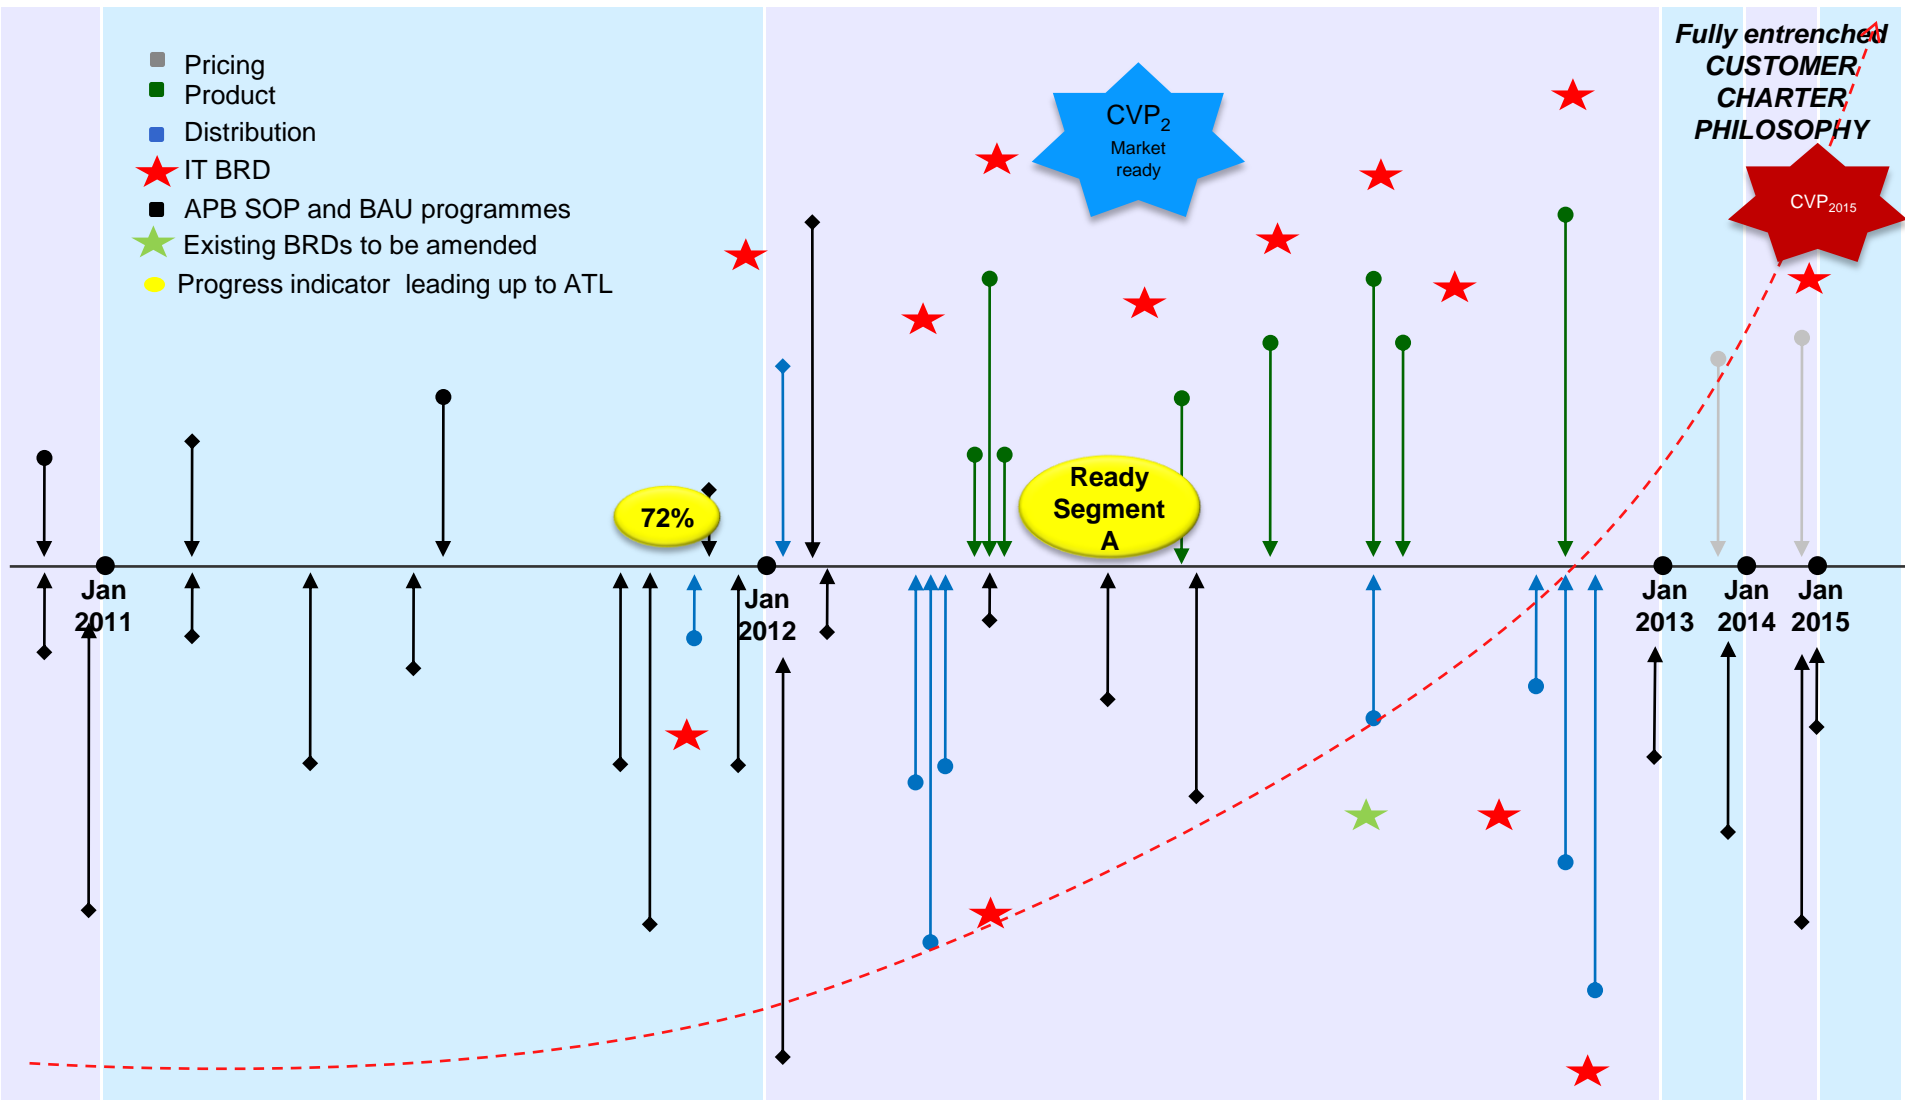 Pricing
Product
Distribution
IT BRD
APB SOP and BAU programmes
Existing BRDs to be amended
Progress indicator  leading up to ATL
CVP2
Market
ready
Fully entrenched
CUSTOMER
CHARTER
PHILOSOPHY
CVP2015
72%
Ready
Segment
A
Jan
2011
Jan
2012
Jan
2013
Jan
2014
Jan
2015